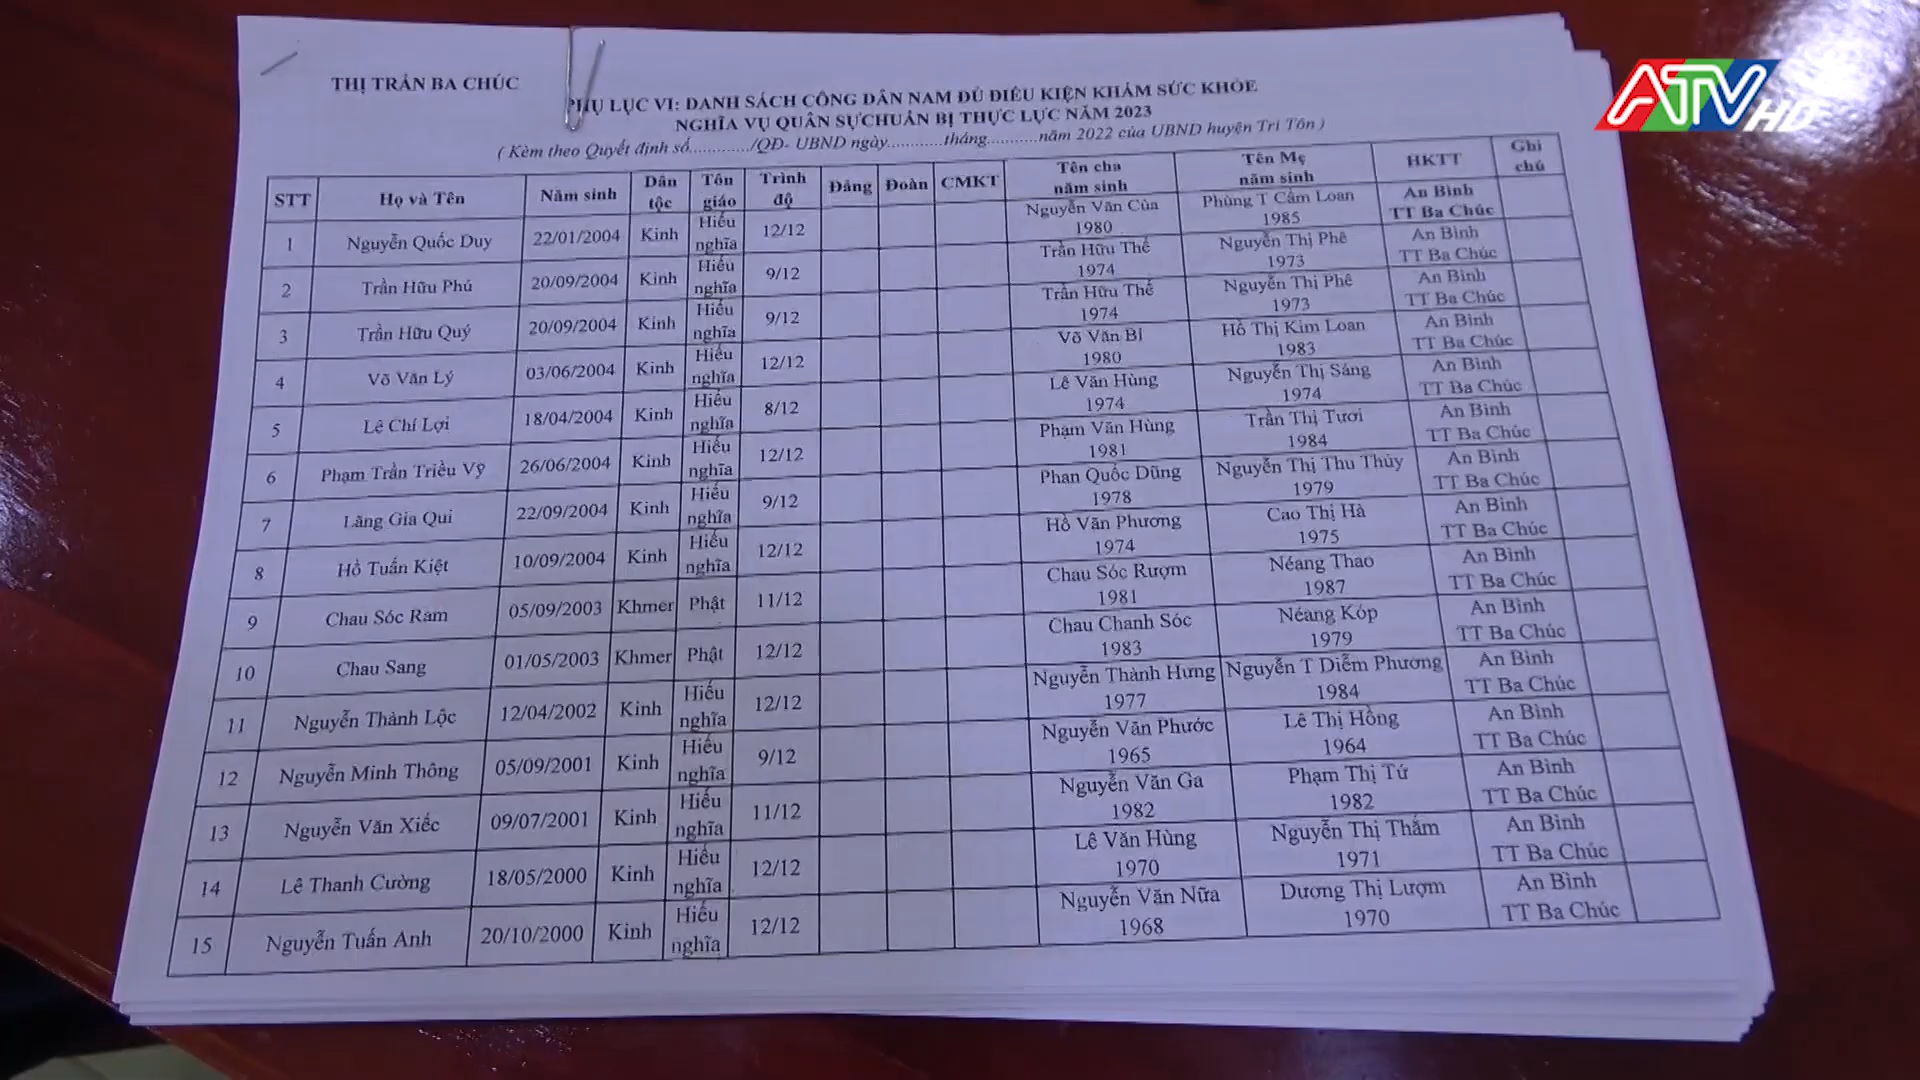 ATV HD
THỊ TRẤN BA CHÚC
PHỤ LỤC VI: DANH SÁCH CÔNG DÂN NAM ĐỦ ĐIỀU KIỆN KHÁM SỨC KHỎE
NGHĨA VỤ QUÂN SỰCHUẨN BỊ THỰC LỰC NĂM 2023
( Kèm theo Quyết định số............/QĐ- UBND ngày...........tháng..........năm 2022 của UBND huyện Tri Tôn )
STT Họ và Tên Năm sinh Dân tộc Tôn giáo Trình độ Đảng Đoàn CMKT Tên cha năm sinh Tên Mẹ năm sinh HKTT Ghi chú
1 Nguyễn Quốc Duy 22/01/2004 Kinh Hiếu nghĩa 12/12 Nguyễn Văn Của 1980 Phùng T Cẩm Loan 1985 An Bình TT Ba Chúc
2 Trần Hữu Phú 20/09/2004 Kinh Hiếu nghĩa 9/12 Trần Hữu Thế 1974 Nguyễn Thị Phê 1973 An Bình TT Ba Chúc
3 Trần Hữu Quý 20/09/2004 Kinh Hiếu nghĩa 9/12 Trần Hữu Thế 1974 Nguyễn Thị Phê 1973 An Bình TT Ba Chúc
4 Võ Văn Lý 03/06/2004 Kinh Hiếu nghĩa 12/12 Võ Văn Bí 1980 Hồ Thị Kim Loan 1983 An Bình TT Ba Chúc
5 Lê Chí Lợi 18/04/2004 Kinh Hiếu nghĩa 8/12 Lê Văn Hùng 1974 Nguyễn Thị Sáng 1974 An Bình TT Ba Chúc
6 Phạm Trần Triều Vỹ 26/06/2004 Kinh Hiếu nghĩa 12/12 Phạm Văn Hùng 1981 Trần Thị Tươi 1984 An Bình TT Ba Chúc
7 Lăng Gia Qui 22/09/2004 Kinh Hiếu nghĩa 9/12 Phan Quốc Dũng 1978 Nguyễn Thị Thu Thủy 1979 An Bình TT Ba Chúc
8 Hồ Tuấn Kiệt 10/09/2004 Kinh Hiếu nghĩa 12/12 Hồ Văn Phương 1974 Cao Thị Hà 1975 An Bình TT Ba Chúc
9 Chau Sóc Ram 05/09/2003 Khmer Phật 11/12 Chau Sóc Rượm 1981 Néang Thao 1987 An Bình TT Ba Chúc
10 Chau Sang 01/05/2003 Khmer Phật 12/12 Chau Chanh Sóc 1983 Néang Kóp 1979 An Bình TT Ba Chúc
11 Nguyễn Thành Lộc 12/04/2002 Kinh Hiếu nghĩa 12/12 Nguyễn Thành Hưng 1977 Nguyễn T Diễm Phương 1984 An Bình TT Ba Chúc
12 Nguyễn Minh Thông 05/09/2001 Kinh Hiếu nghĩa 9/12 Nguyễn Văn Phước 1965 Lê Thị Hồng 1964 An Bình TT Ba Chúc
13 Nguyễn Văn Xiếc 09/07/2001 Kinh Hiếu nghĩa 11/12 Nguyễn Văn Ga 1982 Phạm Thị Tứ 1982 An Bình TT Ba Chúc
14 Lê Thanh Cường 18/05/2000 Kinh Hiếu nghĩa 12/12 Lê Văn Hùng 1970 Nguyễn Thị Thắm 1971 An Bình TT Ba Chúc
15 Nguyễn Tuấn Anh 20/10/2000 Kinh Hiếu nghĩa 12/12 Nguyễn Văn Nữa 1968 Dương Thị Lượm 1970 An Bình TT Ba Chúc